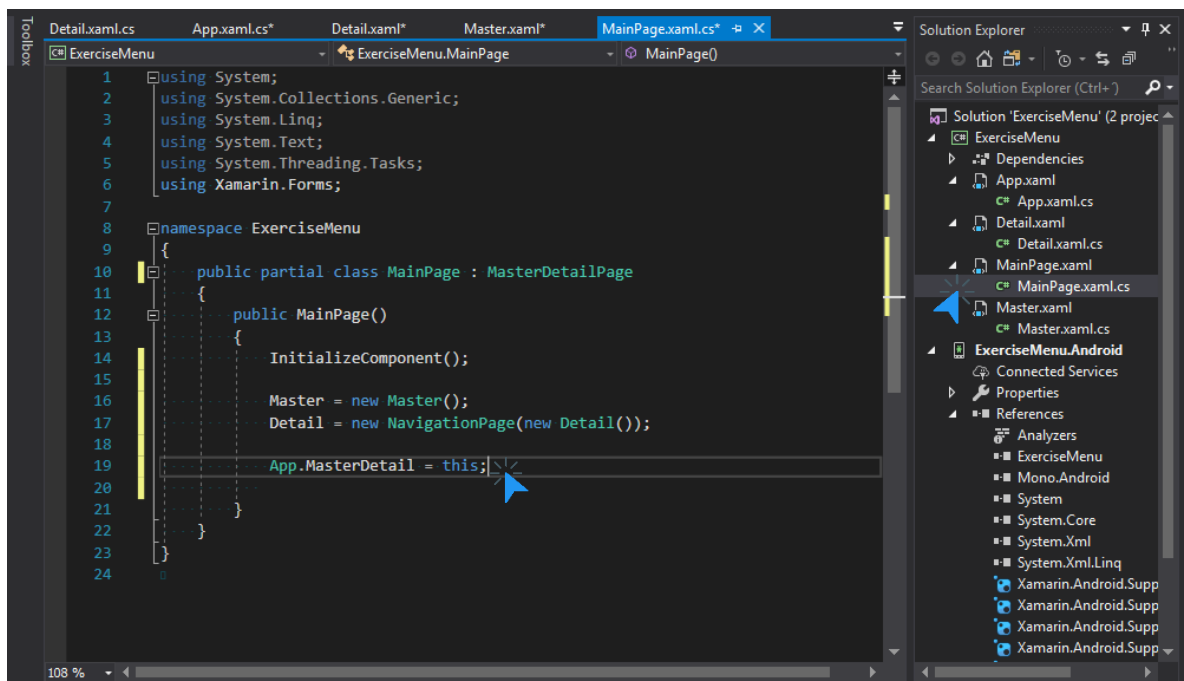 Toolbox
Detail.xaml.cs App.xaml.cs* Detail.xaml* Master.xaml* MainPage.xaml.cs*
C# ExerciseMenu ExerciseMenu.MainPage MainPage()
1 using System;
2 using System.Collections.Generic;
3 using System.Linq;
4 using System.Text;
5 using System.Threading.Tasks;
6 using Xamarin.Forms;
7
8 namespace ExerciseMenu
9 {
10 public partial class MainPage : MasterDetailPage
11 {
12 public MainPage()
13 {
14 InitializeComponent();
15
16 Master = new Master();
17 Detail = new NavigationPage(new Detail());
18
19 App.MasterDetail = this;
20
21 }
22 }
23 }
24
108 %
Solution Explorer
Search Solution Explorer (Ctrl+')
Solution 'ExerciseMenu' (2 projec
C# ExerciseMenu
Dependencies
App.xaml
C# App.xaml.cs
Detail.xaml
C# Detail.xaml.cs
MainPage.xaml
C# MainPage.xaml.cs
Master.xaml
C# Master.xaml.cs
ExerciseMenu.Android
Connected Services
Properties
References
Analyzers
ExerciseMenu
Mono.Android
System
System.Core
System.Xml
System.Xml.Linq
Xamarin.Android.Supp
Xamarin.Android.Supp
Xamarin.Android.Supp
Xamarin.Android.Supp